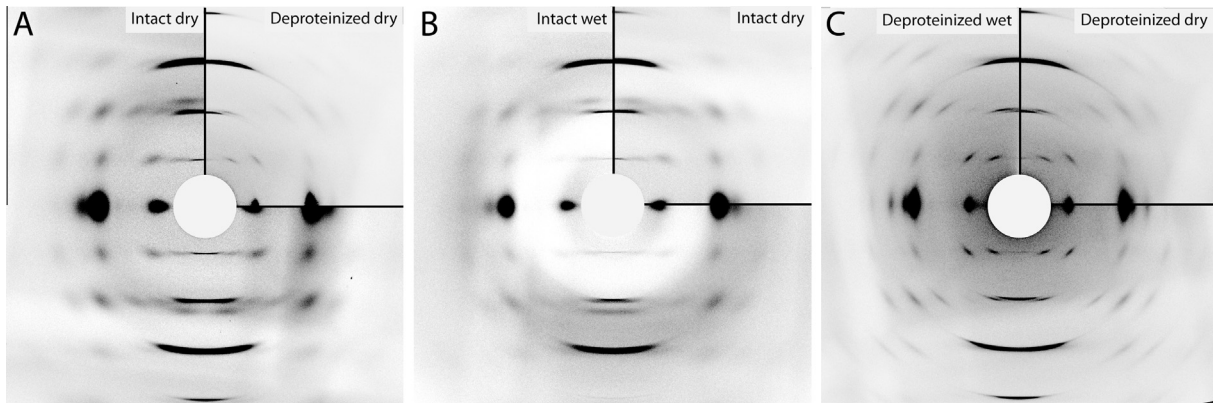 A
Intact dry
Deproteinized dry
B
Intact wet
Intact dry
C
Deproteinized wet
Deproteinized dry